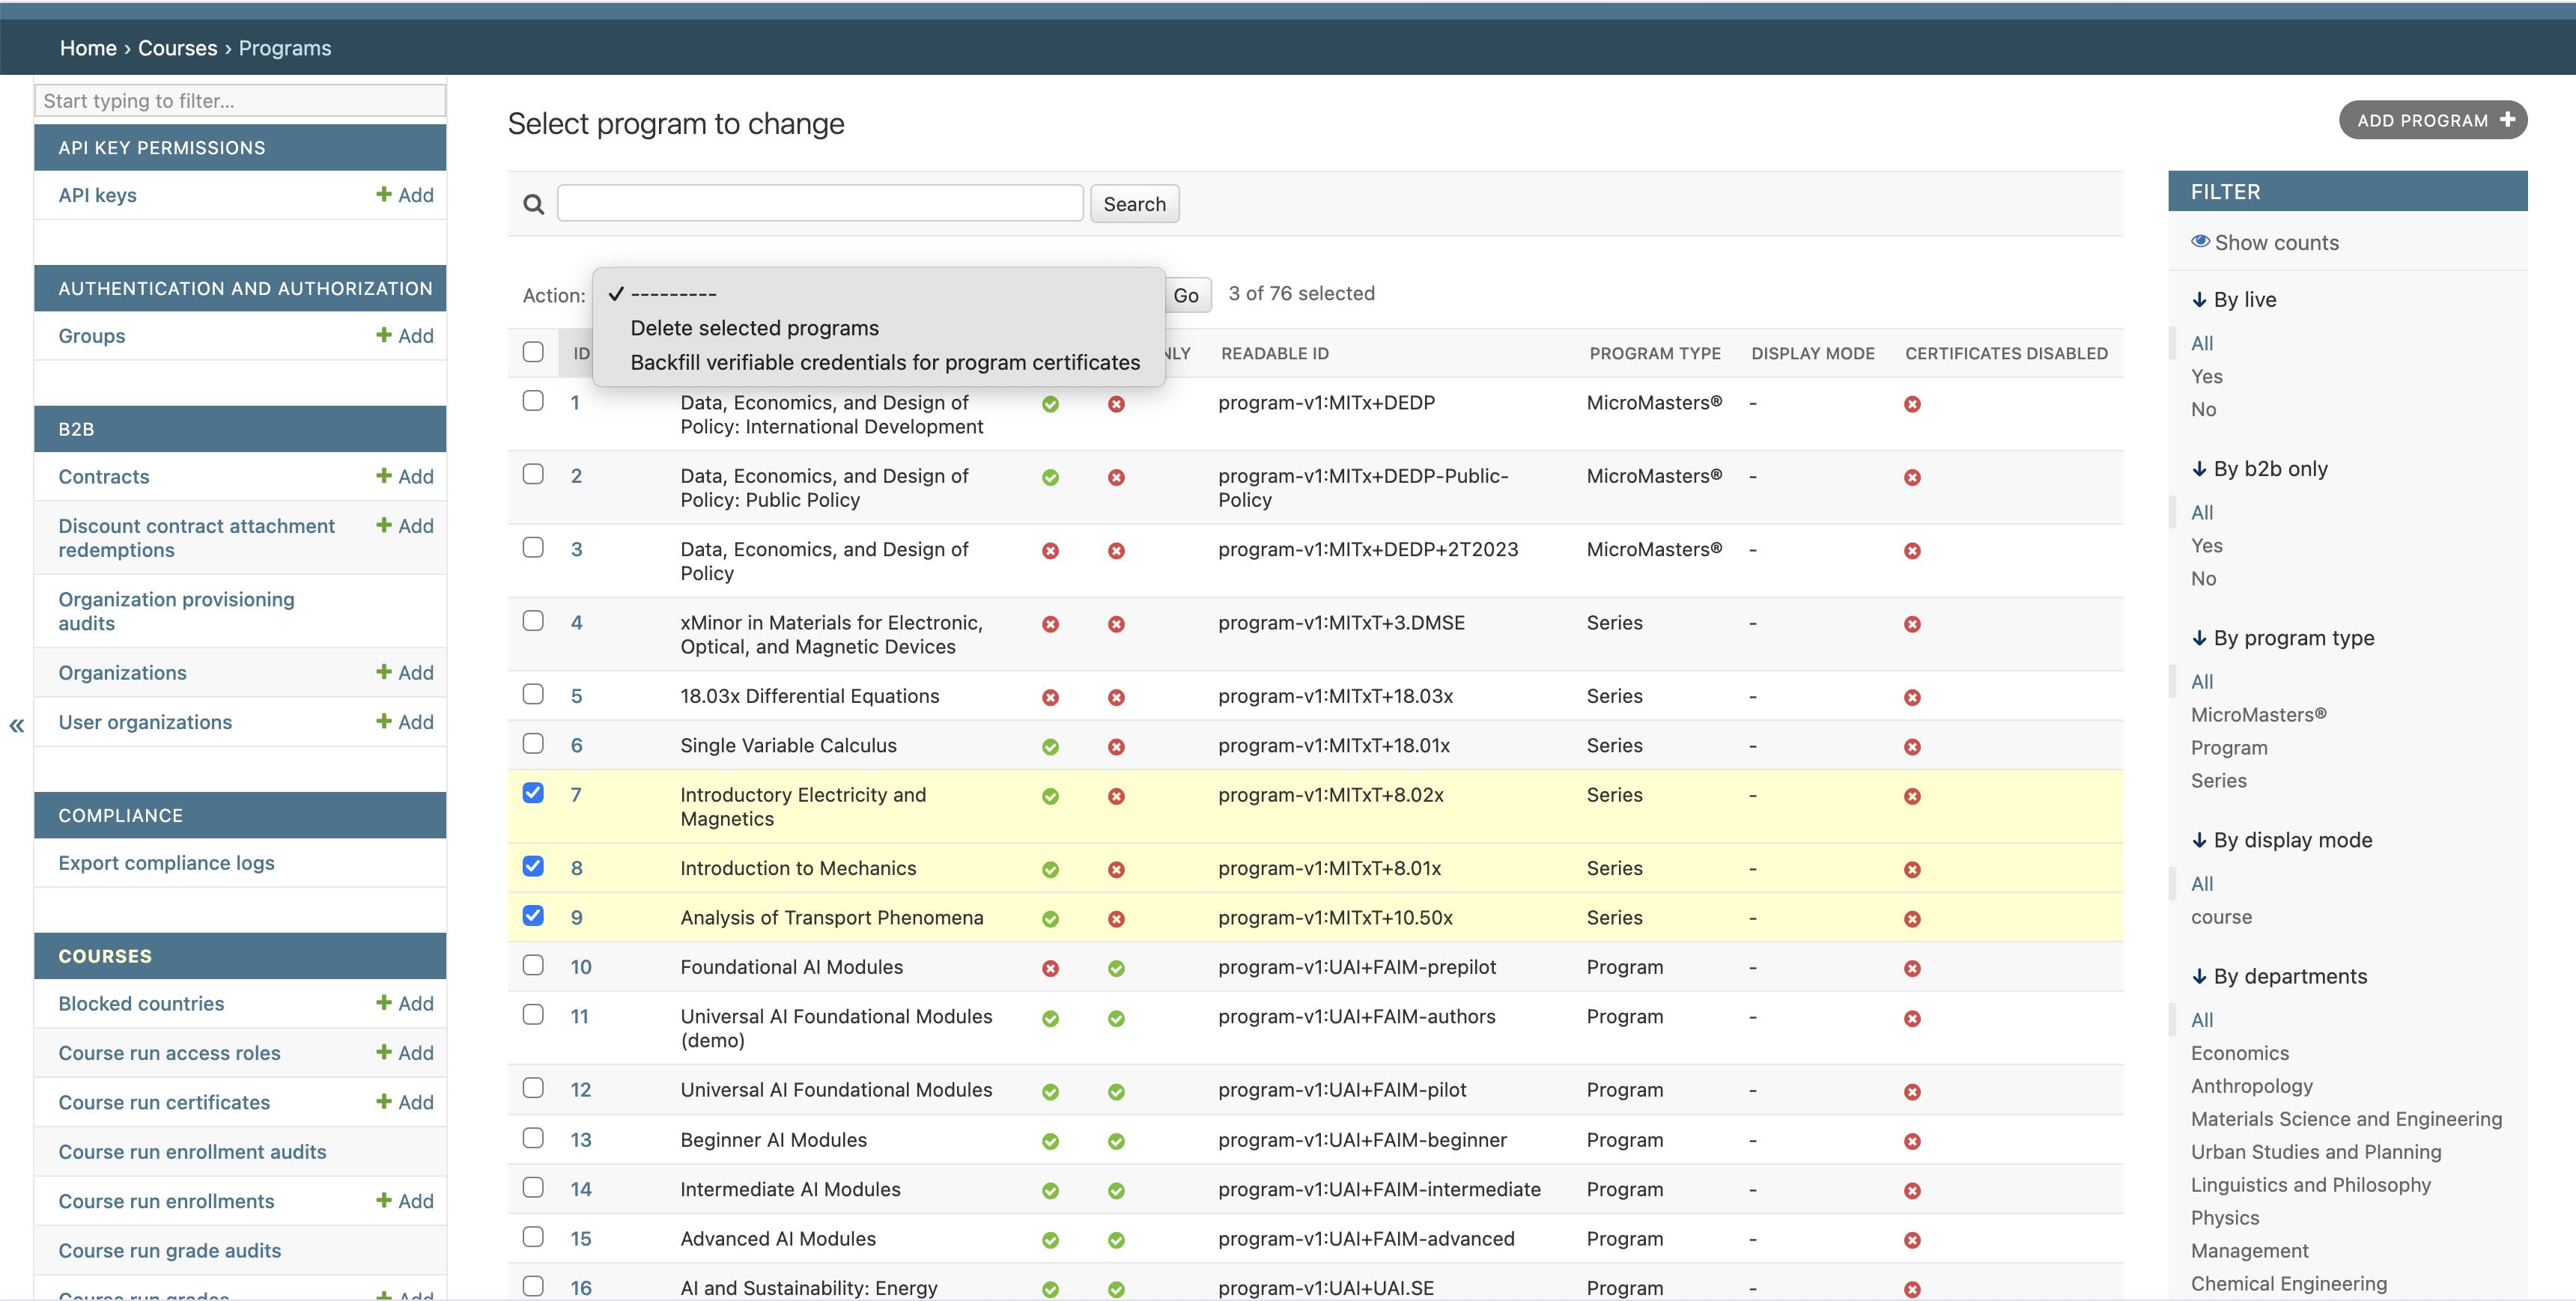 Home › Courses › Programs
Start typing to filter...
API KEY PERMISSIONS
API keys + Add
AUTHENTICATION AND AUTHORIZATION
Groups + Add
B2B
Contracts + Add
Discount contract attachment + Add
redemptions
Organization provisioning
audits
Organizations + Add
User organizations + Add
COMPLIANCE
Export compliance logs
COURSES
Blocked countries + Add
Course run access roles + Add
Course run certificates + Add
Course run enrollment audits
Course run enrollments + Add
Course run grade audits
Course run grades + Add
«
Select program to change
ADD PROGRAM +
Search
Action: ✓ --------- Go 3 of 76 selected
Delete selected programs
Backfill verifiable credentials for program certificates
ID NLY READABLE ID PROGRAM TYPE DISPLAY MODE CERTIFICATES DISABLED
1 Data, Economics, and Design of program-v1:MITx+DEDP MicroMasters® -
Policy: International Development
2 Data, Economics, and Design of program-v1:MITx+DEDP-Public- MicroMasters® -
Policy: Public Policy Policy
3 Data, Economics, and Design of program-v1:MITx+DEDP+2T2023 MicroMasters® -
Policy
4 xMinor in Materials for Electronic, program-v1:MITxT+3.DMSE Series -
Optical, and Magnetic Devices
5 18.03x Differential Equations program-v1:MITxT+18.03x Series -
6 Single Variable Calculus program-v1:MITxT+18.01x Series -
7 Introductory Electricity and program-v1:MITxT+8.02x Series -
Magnetics
8 Introduction to Mechanics program-v1:MITxT+8.01x Series -
9 Analysis of Transport Phenomena program-v1:MITxT+10.50x Series -
10 Foundational AI Modules program-v1:UAI+FAIM-prepilot Program -
11 Universal AI Foundational Modules program-v1:UAI+FAIM-authors Program -
(demo)
12 Universal AI Foundational Modules program-v1:UAI+FAIM-pilot Program -
13 Beginner AI Modules program-v1:UAI+FAIM-beginner Program -
14 Intermediate AI Modules program-v1:UAI+FAIM-intermediate Program -
15 Advanced AI Modules program-v1:UAI+FAIM-advanced Program -
16 AI and Sustainability: Energy program-v1:UAI+UAI.SE Program -
FILTER
Show counts
↓ By live
All
Yes
No
↓ By b2b only
All
Yes
No
↓ By program type
All
MicroMasters®
Program
Series
↓ By display mode
All
course
↓ By departments
All
Economics
Anthropology
Materials Science and Engineering
Urban Studies and Planning
Linguistics and Philosophy
Physics
Management
Chemical Engineering